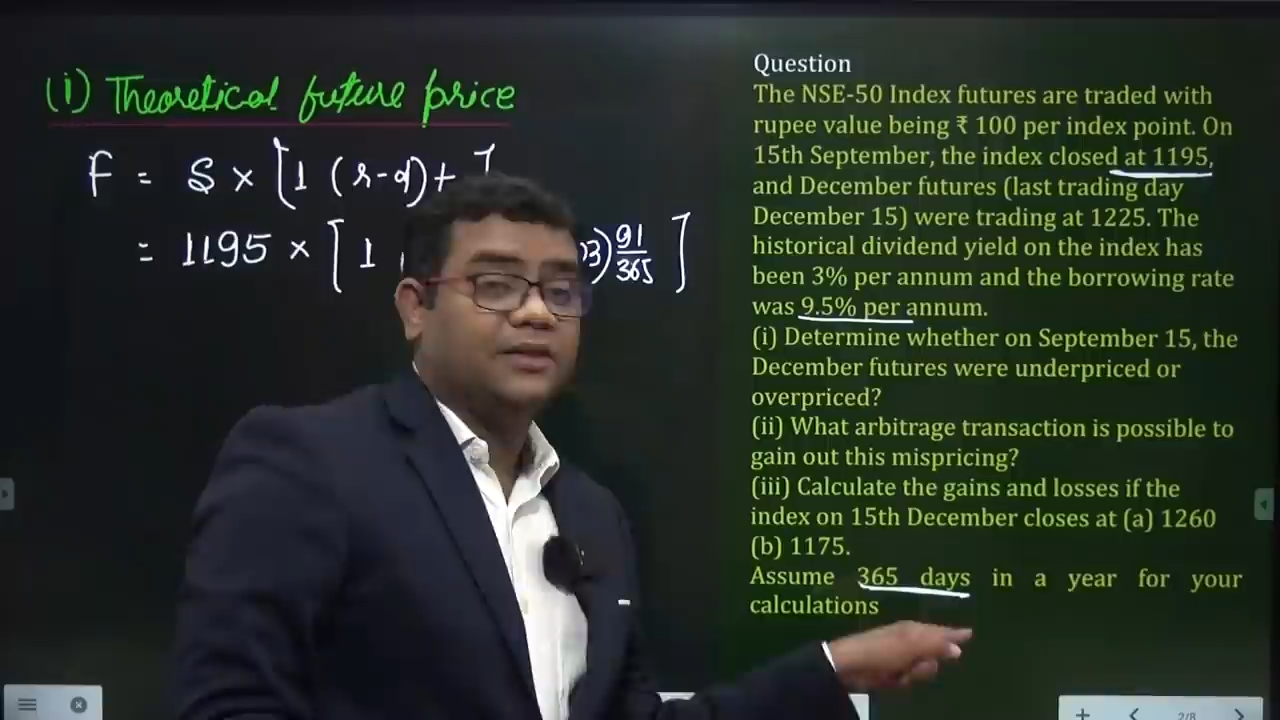 (i) Theoretical future price
F = S × [1 (r-d)t ]
= 1195 × [ 1 03) 91/365 ]
Question
The NSE-50 Index futures are traded with
rupee value being ₹ 100 per index point. On
15th September, the index closed at 1195,
and December futures (last trading day
December 15) were trading at 1225. The
historical dividend yield on the index has
been 3% per annum and the borrowing rate
was 9.5% per annum.
(i) Determine whether on September 15, the
December futures were underpriced or
overpriced?
(ii) What arbitrage transaction is possible to
gain out this mispricing?
(iii) Calculate the gains and losses if the
index on 15th December closes at (a) 1260
(b) 1175.
Assume 365 days in a year for your
calculations
2/8